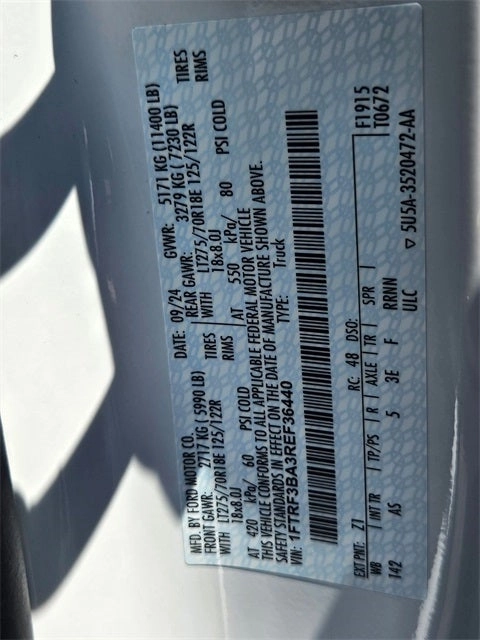 MFD. BY FORD MOTOR CO.
DATE: 09/24 GVWR: 5171 KG (11400 LB)
FRONT GAWR: 2717 KG ( 5990 LB) REAR GAWR: 3279 KG ( 7230 LB)
WITH LT275/70R18E 125/122R TIRES WITH LT275/70R18E 125/122R TIRES
18x8.0J RIMS 18x8.0J RIMS
AT 420 kPa/ 60 PSI COLD AT 550 kPa/ 80 PSI COLD
THIS VEHICLE CONFORMS TO ALL APPLICABLE FEDERAL MOTOR VEHICLE
SAFETY STANDARDS IN EFFECT ON THE DATE OF MANUFACTURE SHOWN ABOVE.
VIN: 1FTRF3BA3REF36440 TYPE: Truck
F1915
EXT PNT: Z1 RC: 48 DSO: T0672
WB INT TR TP/PS R AXLE TR SPR
142 AS 5 3E F RRNN
ULC ▽ 5U5A-3520472-AA